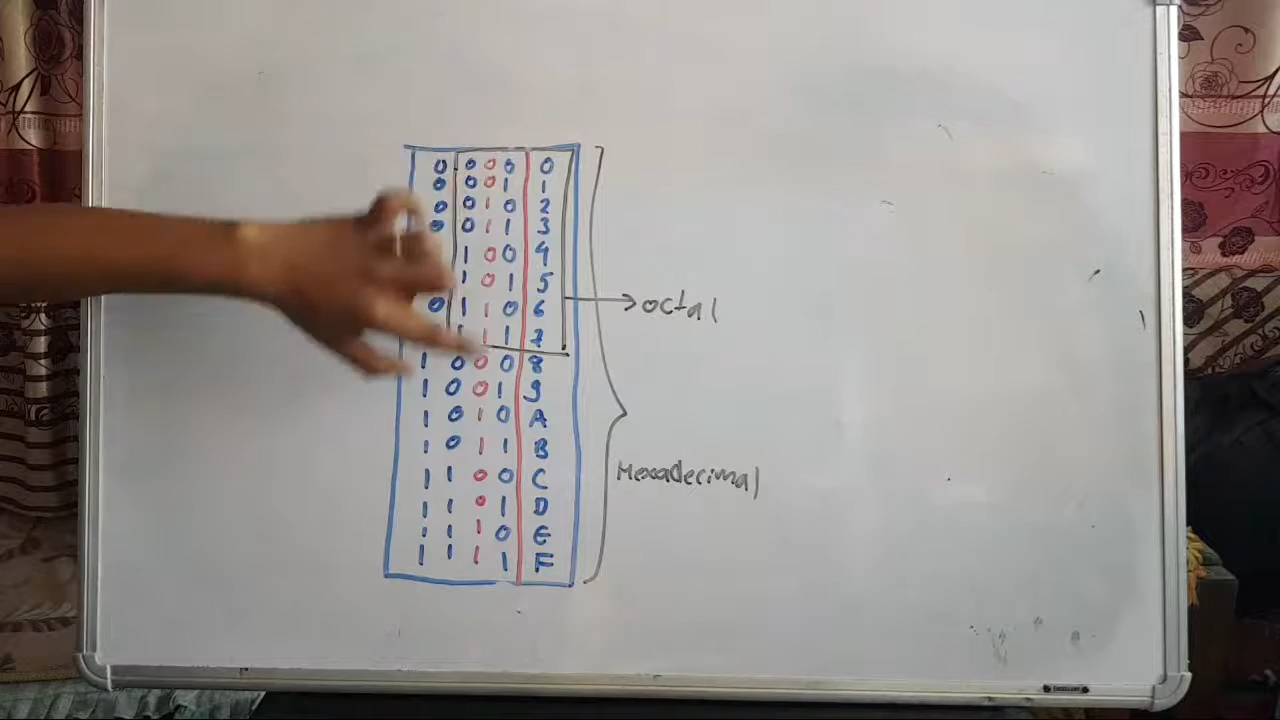 0 0 0 0 0
0 0 0 1 1
0 0 1 0 2
0 0 1 1 3
1 0 0 4
1 0 1 5
0 1 1 0 6
1 1 1 7
1 0 0 0 8
1 0 0 1 9
1 0 1 0 A
1 0 1 1 B
1 1 0 0 C
1 1 0 1 D
1 1 1 0 E
1 1 1 1 F
octal
Hexadecimal